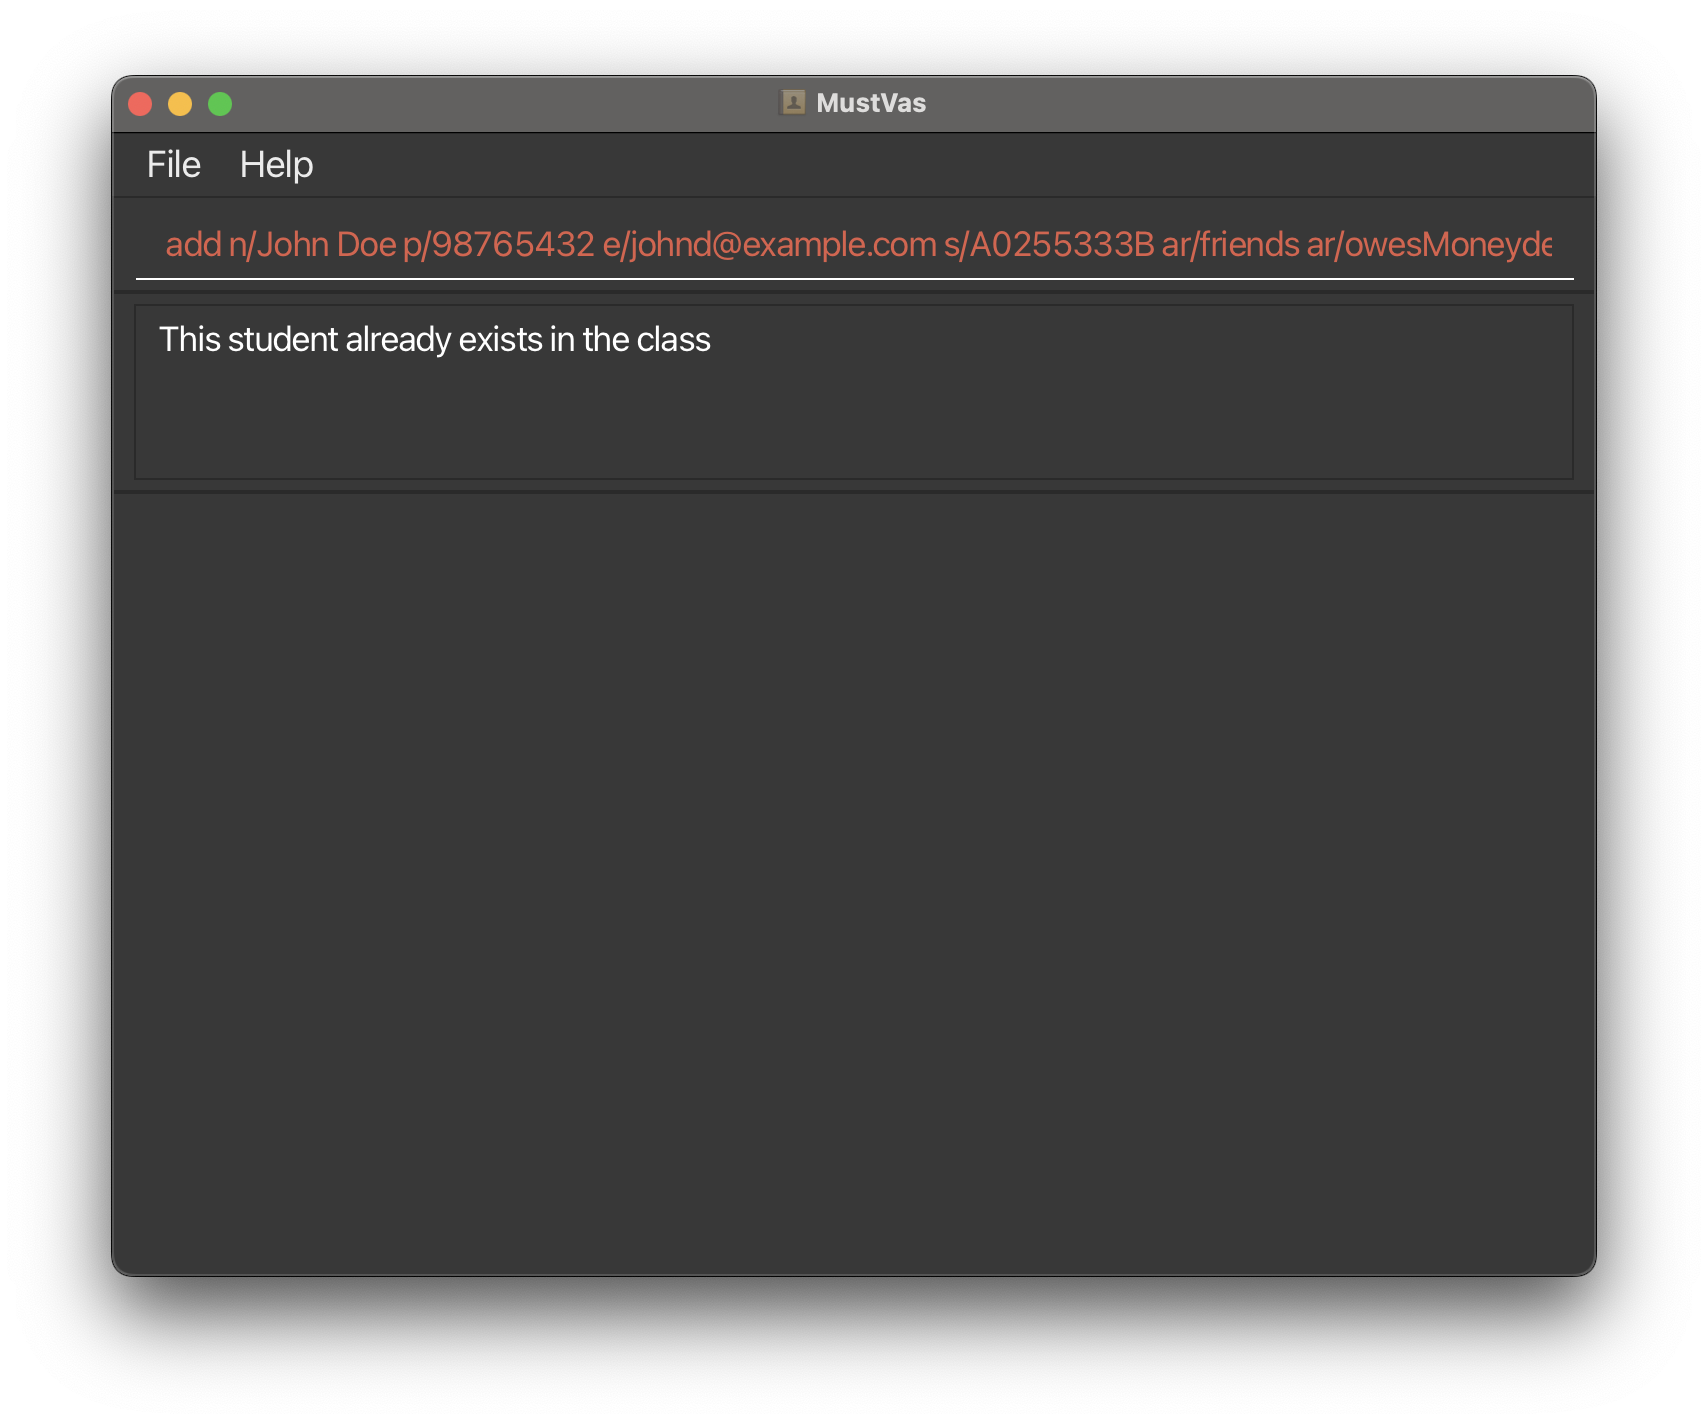 MustVas
File Help
add n/John Doe p/98765432 e/johnd@example.com s/A0255333B ar/friends ar/owesMoneyde
This student already exists in the class